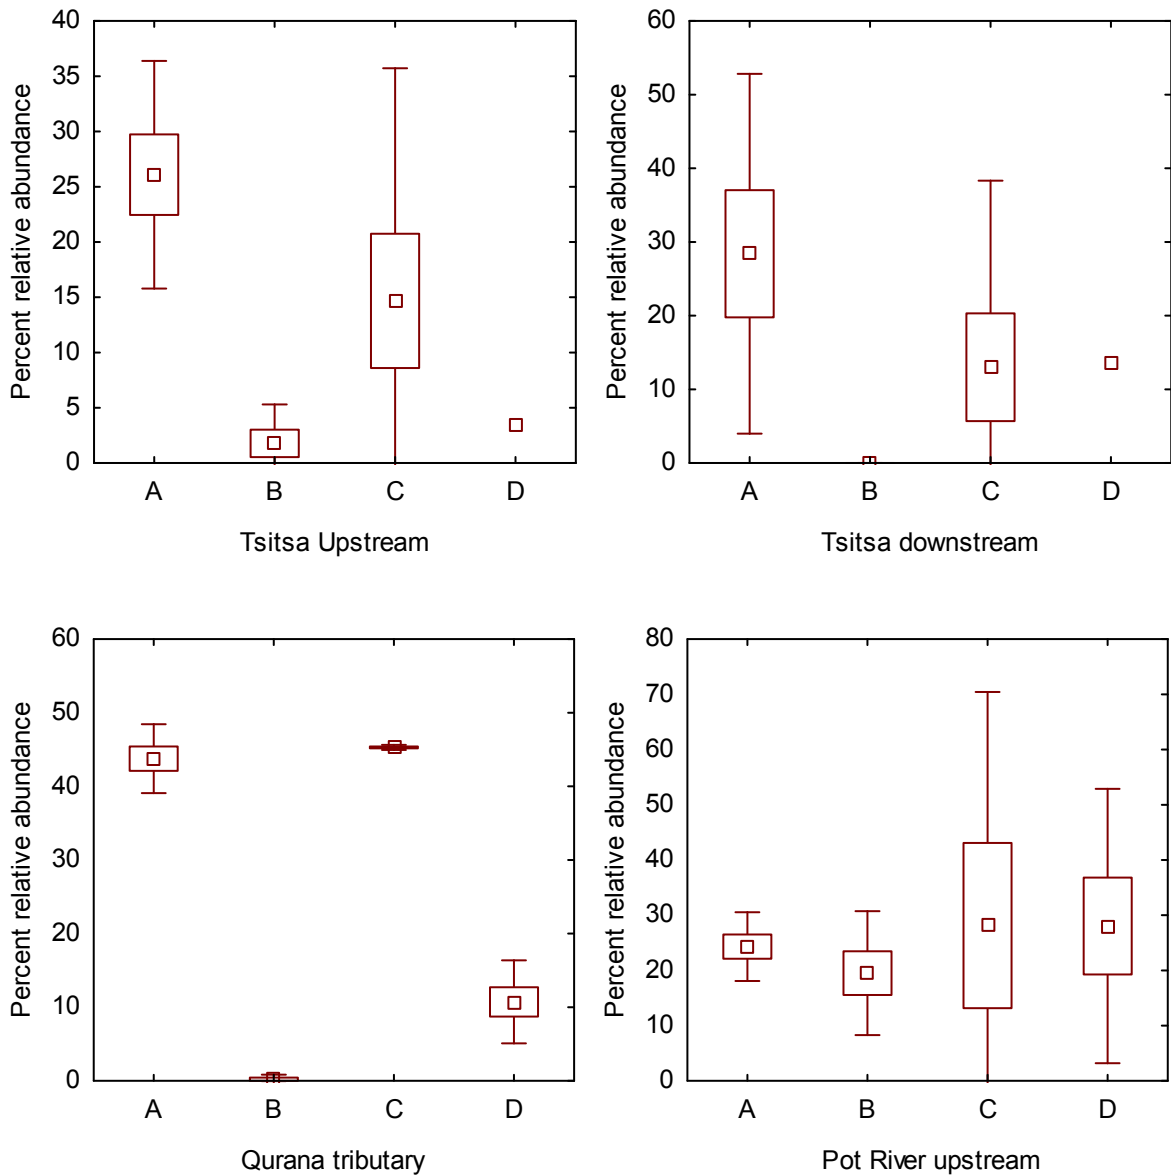 40
35
30
25
20
15
10
5
0
Percent relative abundance
A B C D
Tsitsa Upstream
60
50
40
30
20
10
0
Percent relative abundance
A B C D
Tsitsa downstream
60
50
40
30
20
10
0
Percent relative abundance
A B C D
Qurana tributary
80
70
60
50
40
30
20
10
0
Percent relative abundance
A B C D
Pot River upstream